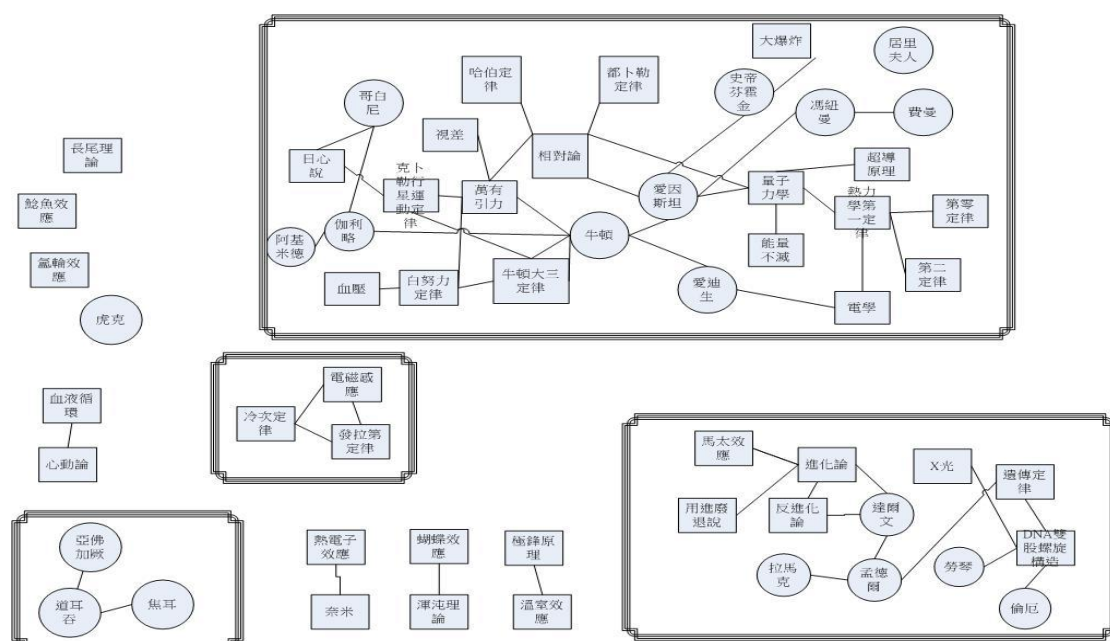 大爆炸
居里
夫人
哈伯定
律
都卜勒
定律
史帝
芬霍
金
哥白
尼
馮紐
曼
費曼
視差
長尾理
論
日心
說
克卜
勒行
星運
動定
律
萬有
引力
相對論
愛因
斯坦
量子
力學
超導
原理
熱力
學第
一定
律
第零
定律
鯰魚效
應
阿基
米德
伽利
略
牛頓
能量
不滅
第二
定律
氬輪效
應
血壓
白努力
定律
牛頓大三
定律
愛迪
生
電學
虎克
電磁感
應
血液循
環
冷次定
律
發拉第
定律
心動論
馬太效
應
進化論
X光
遺傳定
律
用進廢
退說
反進化
論
達爾
文
DNA雙
股螺旋
構造
亞佛
加厥
熱電子
效應
蝴蝶效
應
極鋒原
理
拉馬
克
孟德
爾
勞琴
道耳
吞
焦耳
奈米
渾沌理
論
溫室效
應
倫厄